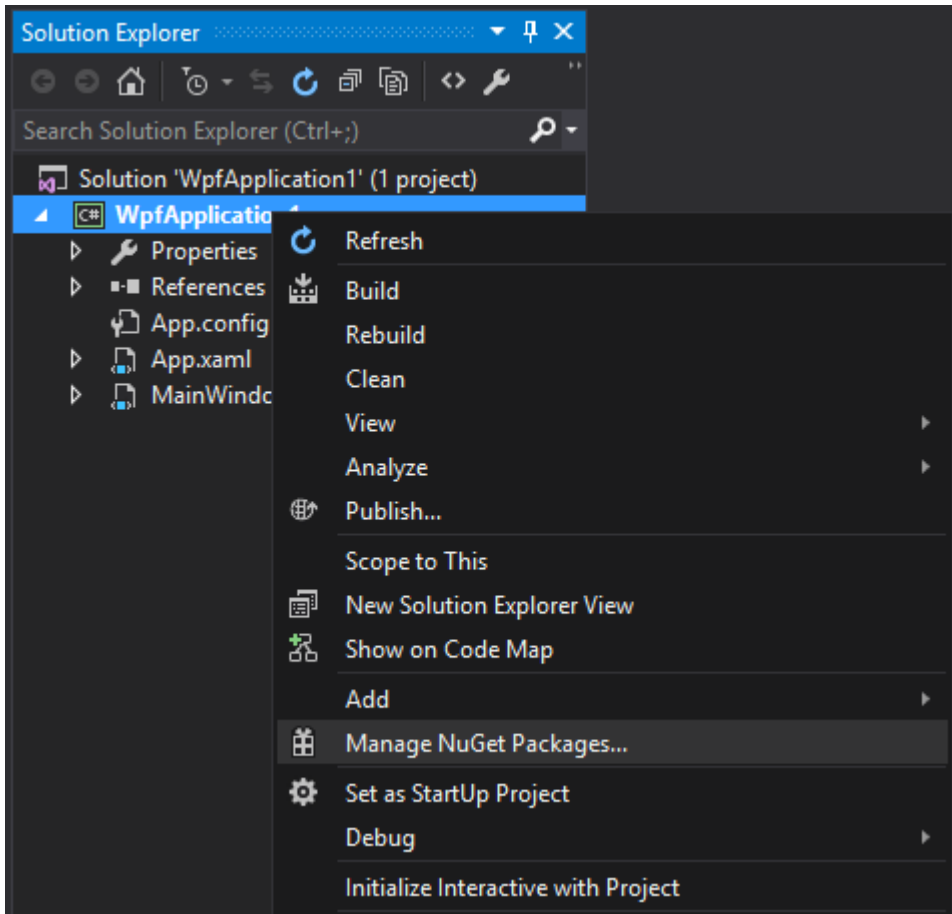 Solution Explorer
Search Solution Explorer (Ctrl+;)
Solution 'WpfApplication1' (1 project)
C# WpfApplicatio
Properties
References
App.config
App.xaml
MainWindo
Refresh
Build
Rebuild
Clean
View
Analyze
Publish...
Scope to This
New Solution Explorer View
Show on Code Map
Add
Manage NuGet Packages...
Set as StartUp Project
Debug
Initialize Interactive with Project